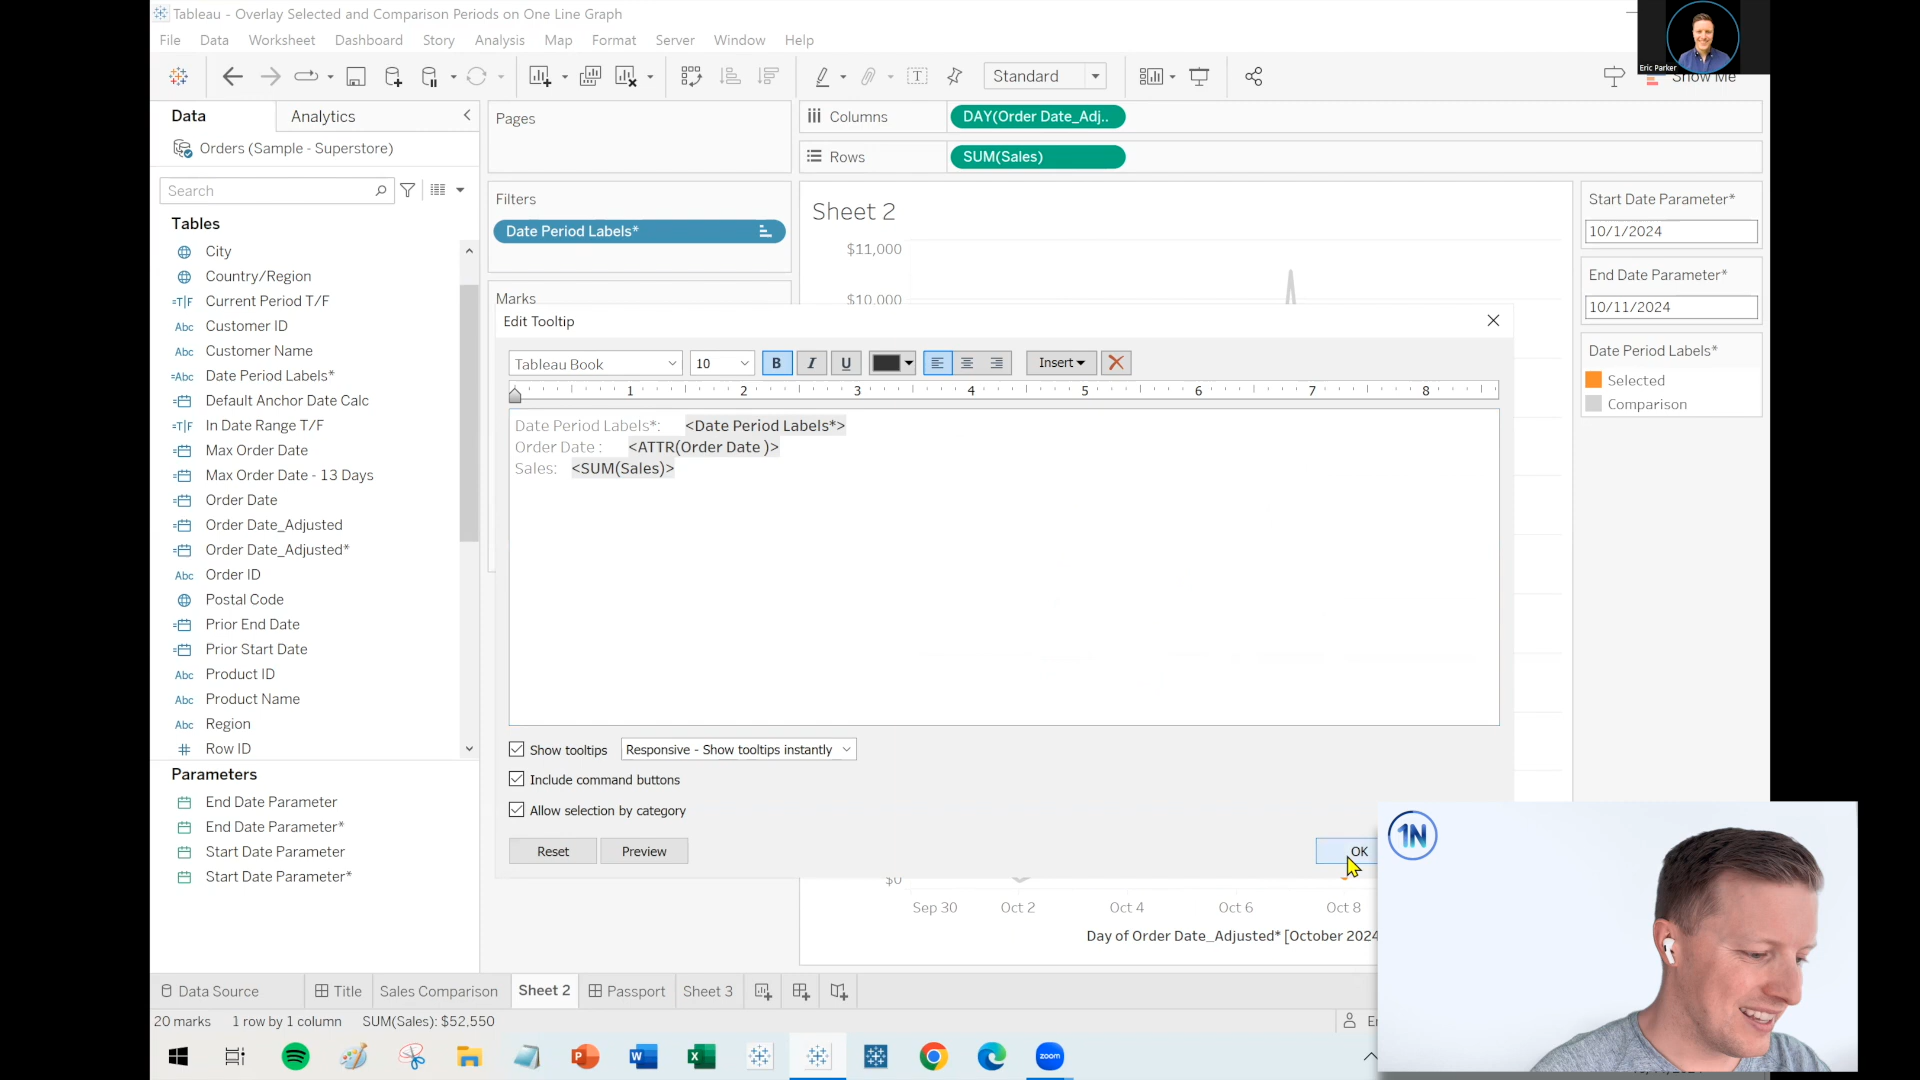 Tableau - Overlay Selected and Comparison Periods on One Line Graph
File Data Worksheet Dashboard Story Analysis Map Format Server Window Help
Eric Parker
Standard
Show Me
Data
Analytics
Orders (Sample - Superstore)
Search
Tables
City
Country/Region
=T|F Current Period T/F
Abc Customer ID
Abc Customer Name
=Abc Date Period Labels*
Default Anchor Date Calc
=T|F In Date Range T/F
Max Order Date
Max Order Date - 13 Days
Order Date
Order Date_Adjusted
Order Date_Adjusted*
Abc Order ID
Postal Code
Prior End Date
Prior Start Date
Abc Product ID
Abc Product Name
Abc Region
# Row ID
Parameters
End Date Parameter
End Date Parameter*
Start Date Parameter
Start Date Parameter*
Pages
Filters
Date Period Labels*
Marks
Columns
DAY(Order Date_Adj..
Rows
SUM(Sales)
Sheet 2
$11,000
$10,000
Start Date Parameter*
10/1/2024
End Date Parameter*
10/11/2024
Date Period Labels*
Selected
Comparison
Edit Tooltip
Tableau Book
10
B
I
U
Insert
1 2 3 4 5 6 7 8
Date Period Labels*: <Date Period Labels*>
Order Date : <ATTR(Order Date )>
Sales: <SUM(Sales)>
Show tooltips
Responsive - Show tooltips instantly
Include command buttons
Allow selection by category
Reset
Preview
OK
$0
Sep 30
Oct 2
Oct 4
Oct 6
Oct 8
Day of Order Date_Adjusted* [October 2024
1N
Data Source
Title
Sales Comparison
Sheet 2
Passport
Sheet 3
20 marks
1 row by 1 column
SUM(Sales): $52,550
zoom